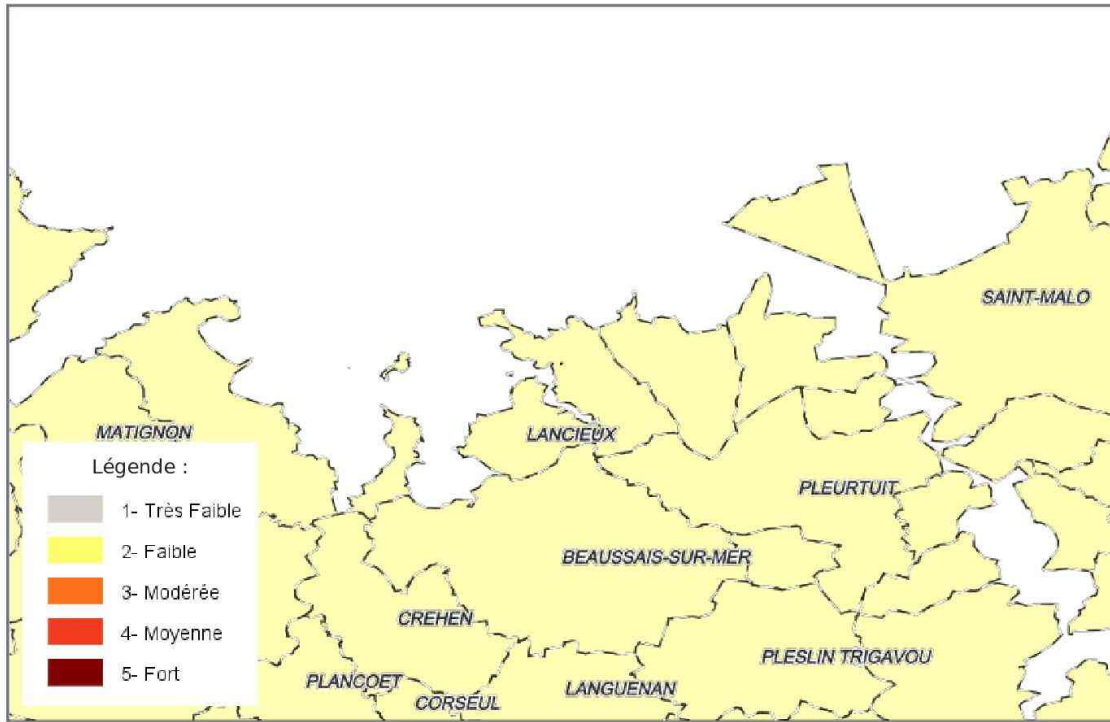 SAINT-MALO
MATIGNON
LANCIEUX
Légende :
1- Très Faible
2- Faible
3- Modérée
4- Moyenne
5- Fort
PLEURTUIT
BEAUSSAIS-SUR-MER
CREHEN
PLESLIN TRIGAVOU
PLANCOET
LANGUENAN
CORSEUL